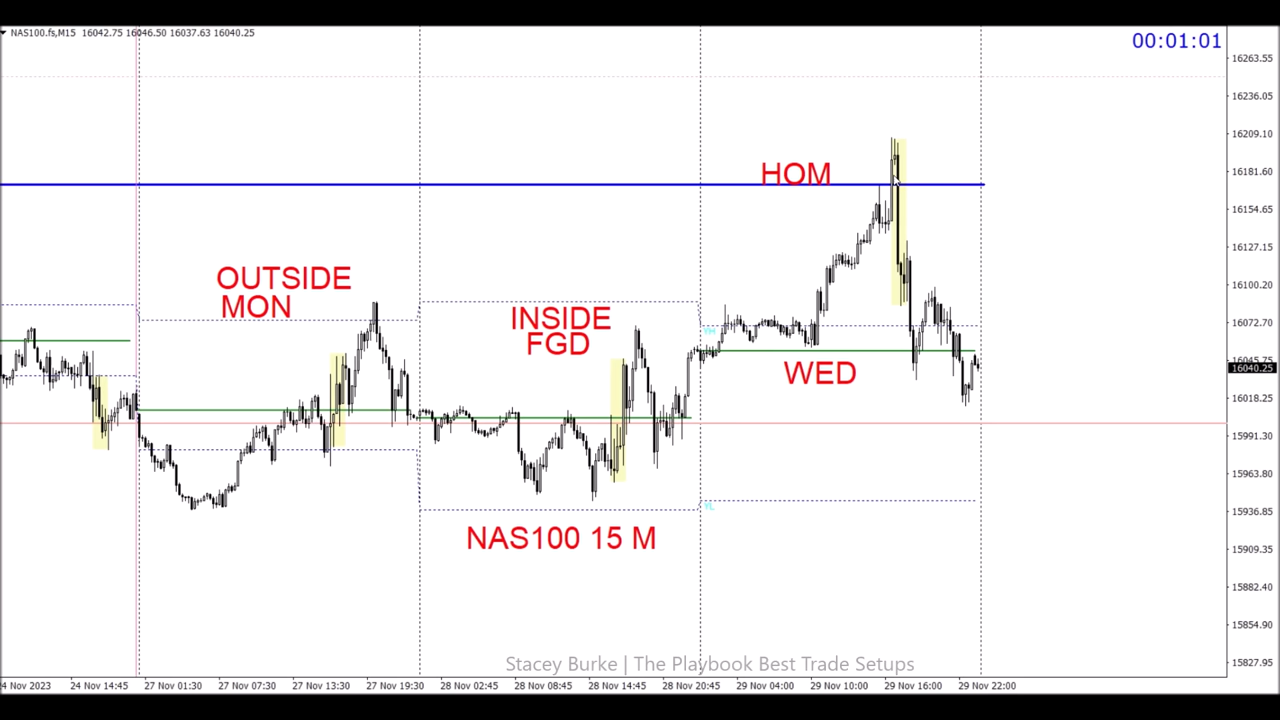 NAS100.fs,M15 16042.75 16046.50 16037.63 16040.25
00:01:01
16263.55
16236.05
16209.10
HOM
16181.60
16154.65
16127.15
OUTSIDE
MON
16100.20
INSIDE
FGD
16072.70
YH
16045.75
WED
16040.25
16018.25
15991.30
15963.80
YL
15936.85
NAS100 15 M
15909.35
15882.40
15854.90
Stacey Burke | The Playbook Best Trade Setups
15827.95
24 Nov 2023 24 Nov 14:45 27 Nov 01:30 27 Nov 07:30 27 Nov 13:30 27 Nov 19:30 28 Nov 02:45 28 Nov 08:45 28 Nov 14:45 28 Nov 20:45 29 Nov 04:00 29 Nov 10:00 29 Nov 16:00 29 Nov 22:00